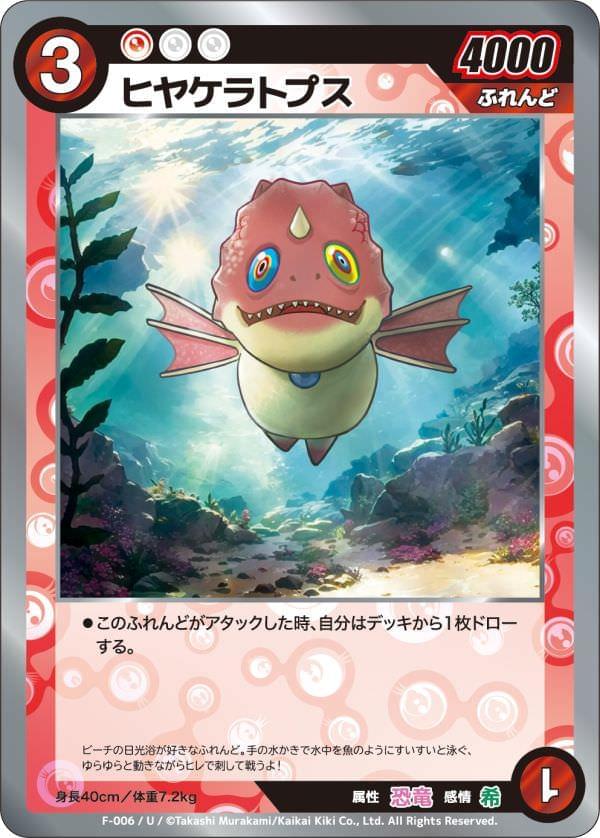 3
4000
ヒヤケラトプス
ふれんど
●このふれんどがアタックした時、自分はデッキから1枚ドロー
する。
ビーチの日光浴が好きなふれんど。手の水かきで水中を魚のようにすいすいと泳ぐ、
ゆらゆらと動きながらヒレで刺して戦うよ!
身長40cm/体重7.2kg 属性 恐竜 感情 希
1
F-006 / U / ©Takashi Murakami/Kaikai Kiki Co., Ltd. All Rights Reserved.